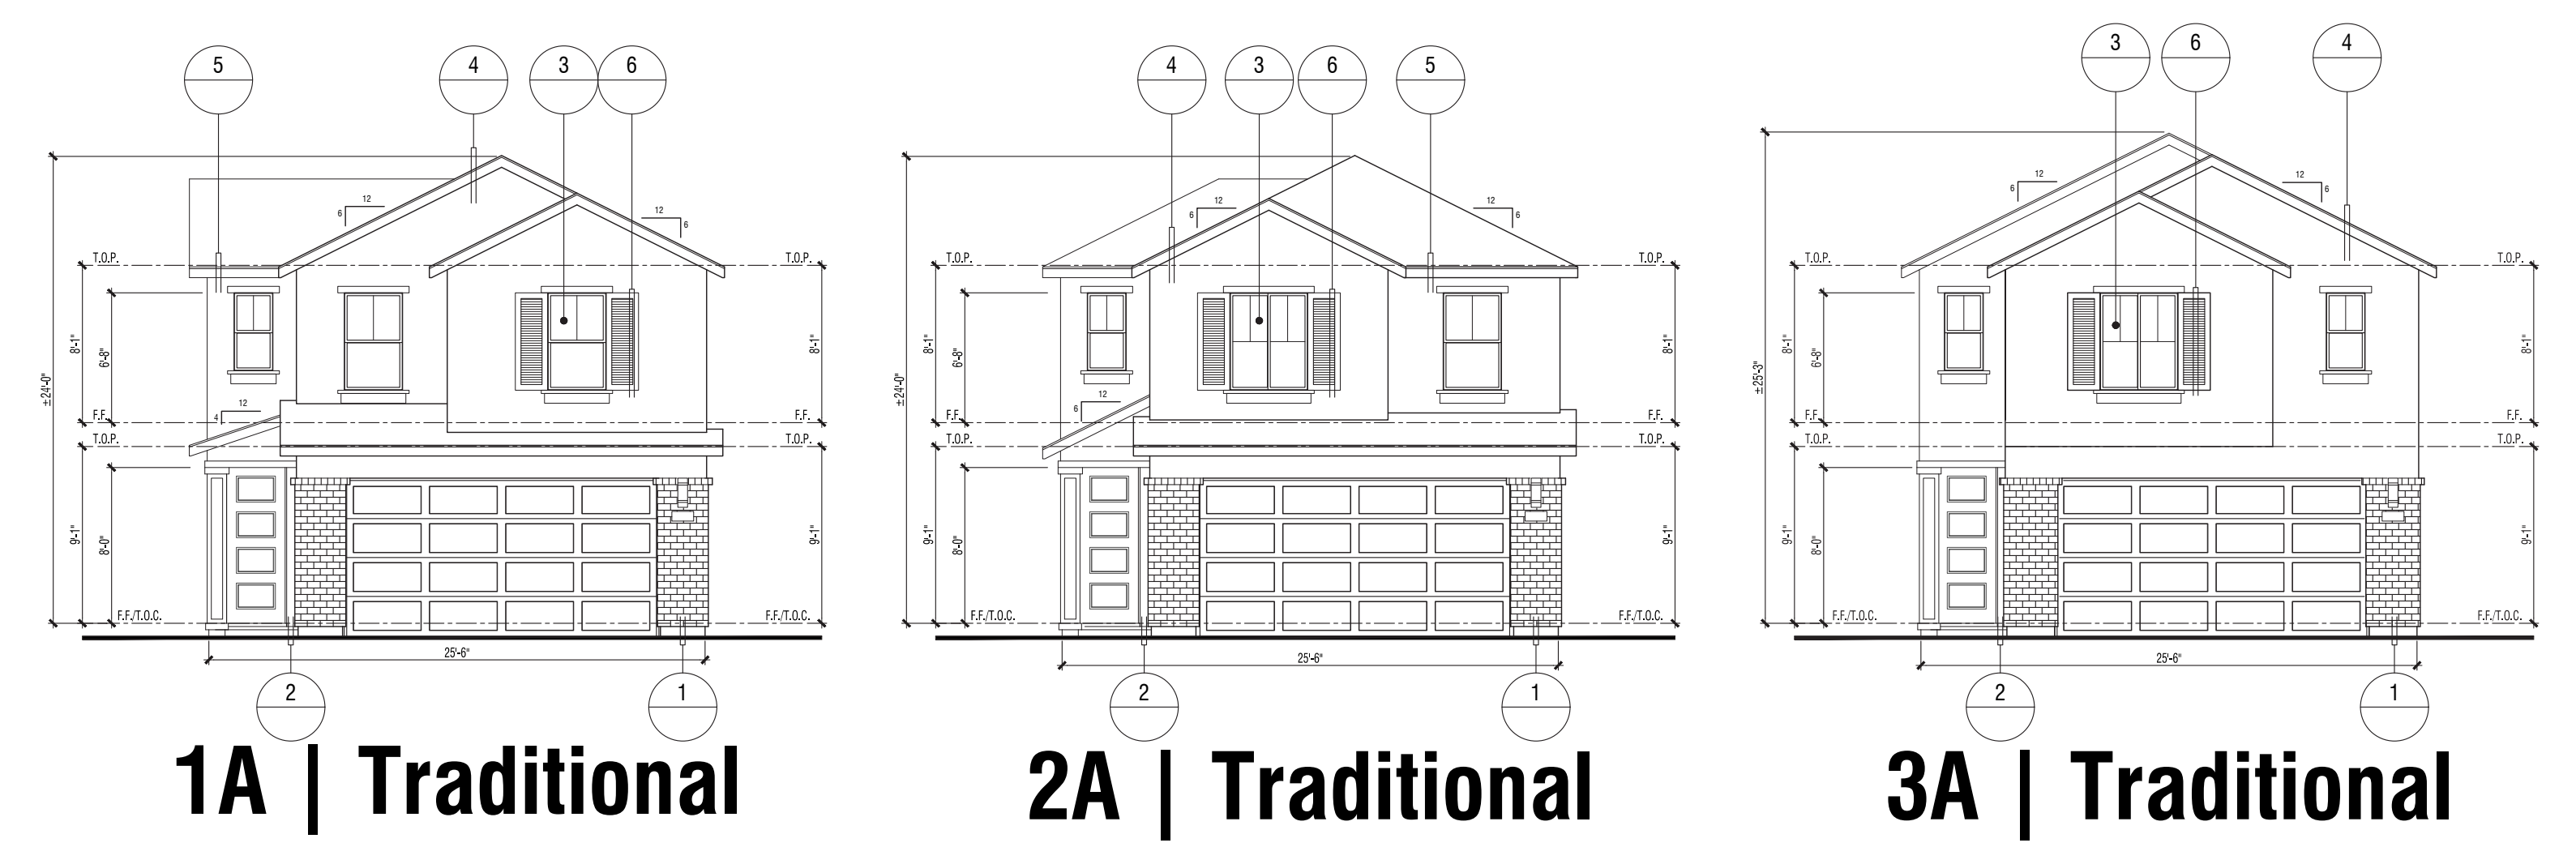 5 4 3 6
12
6
12
6
T.O.P. T.O.P.
8'-1"
6'-8"
8'-1"
±24'-0"
12
4
F.F. F.F.
T.O.P. T.O.P.
9'-1"
8'-0"
9'-1"
F.F./T.O.C. F.F./T.O.C.
25'-6"
2 1
1A | Traditional
4 3 6 5
12
6
12
6
T.O.P. T.O.P.
8'-1"
6'-8"
8'-1"
±24'-0"
12
6
F.F. F.F.
T.O.P. T.O.P.
9'-1"
8'-0"
9'-1"
F.F./T.O.C. F.F./T.O.C.
25'-6"
2 1
2A | Traditional
3 6 4
12
6
12
6
T.O.P. T.O.P.
8'-1"
6'-8"
8'-1"
±25'-3"
F.F. F.F.
T.O.P. T.O.P.
9'-1"
8'-0"
9'-1"
F.F./T.O.C. F.F./T.O.C.
25'-6"
2 1
3A | Traditional